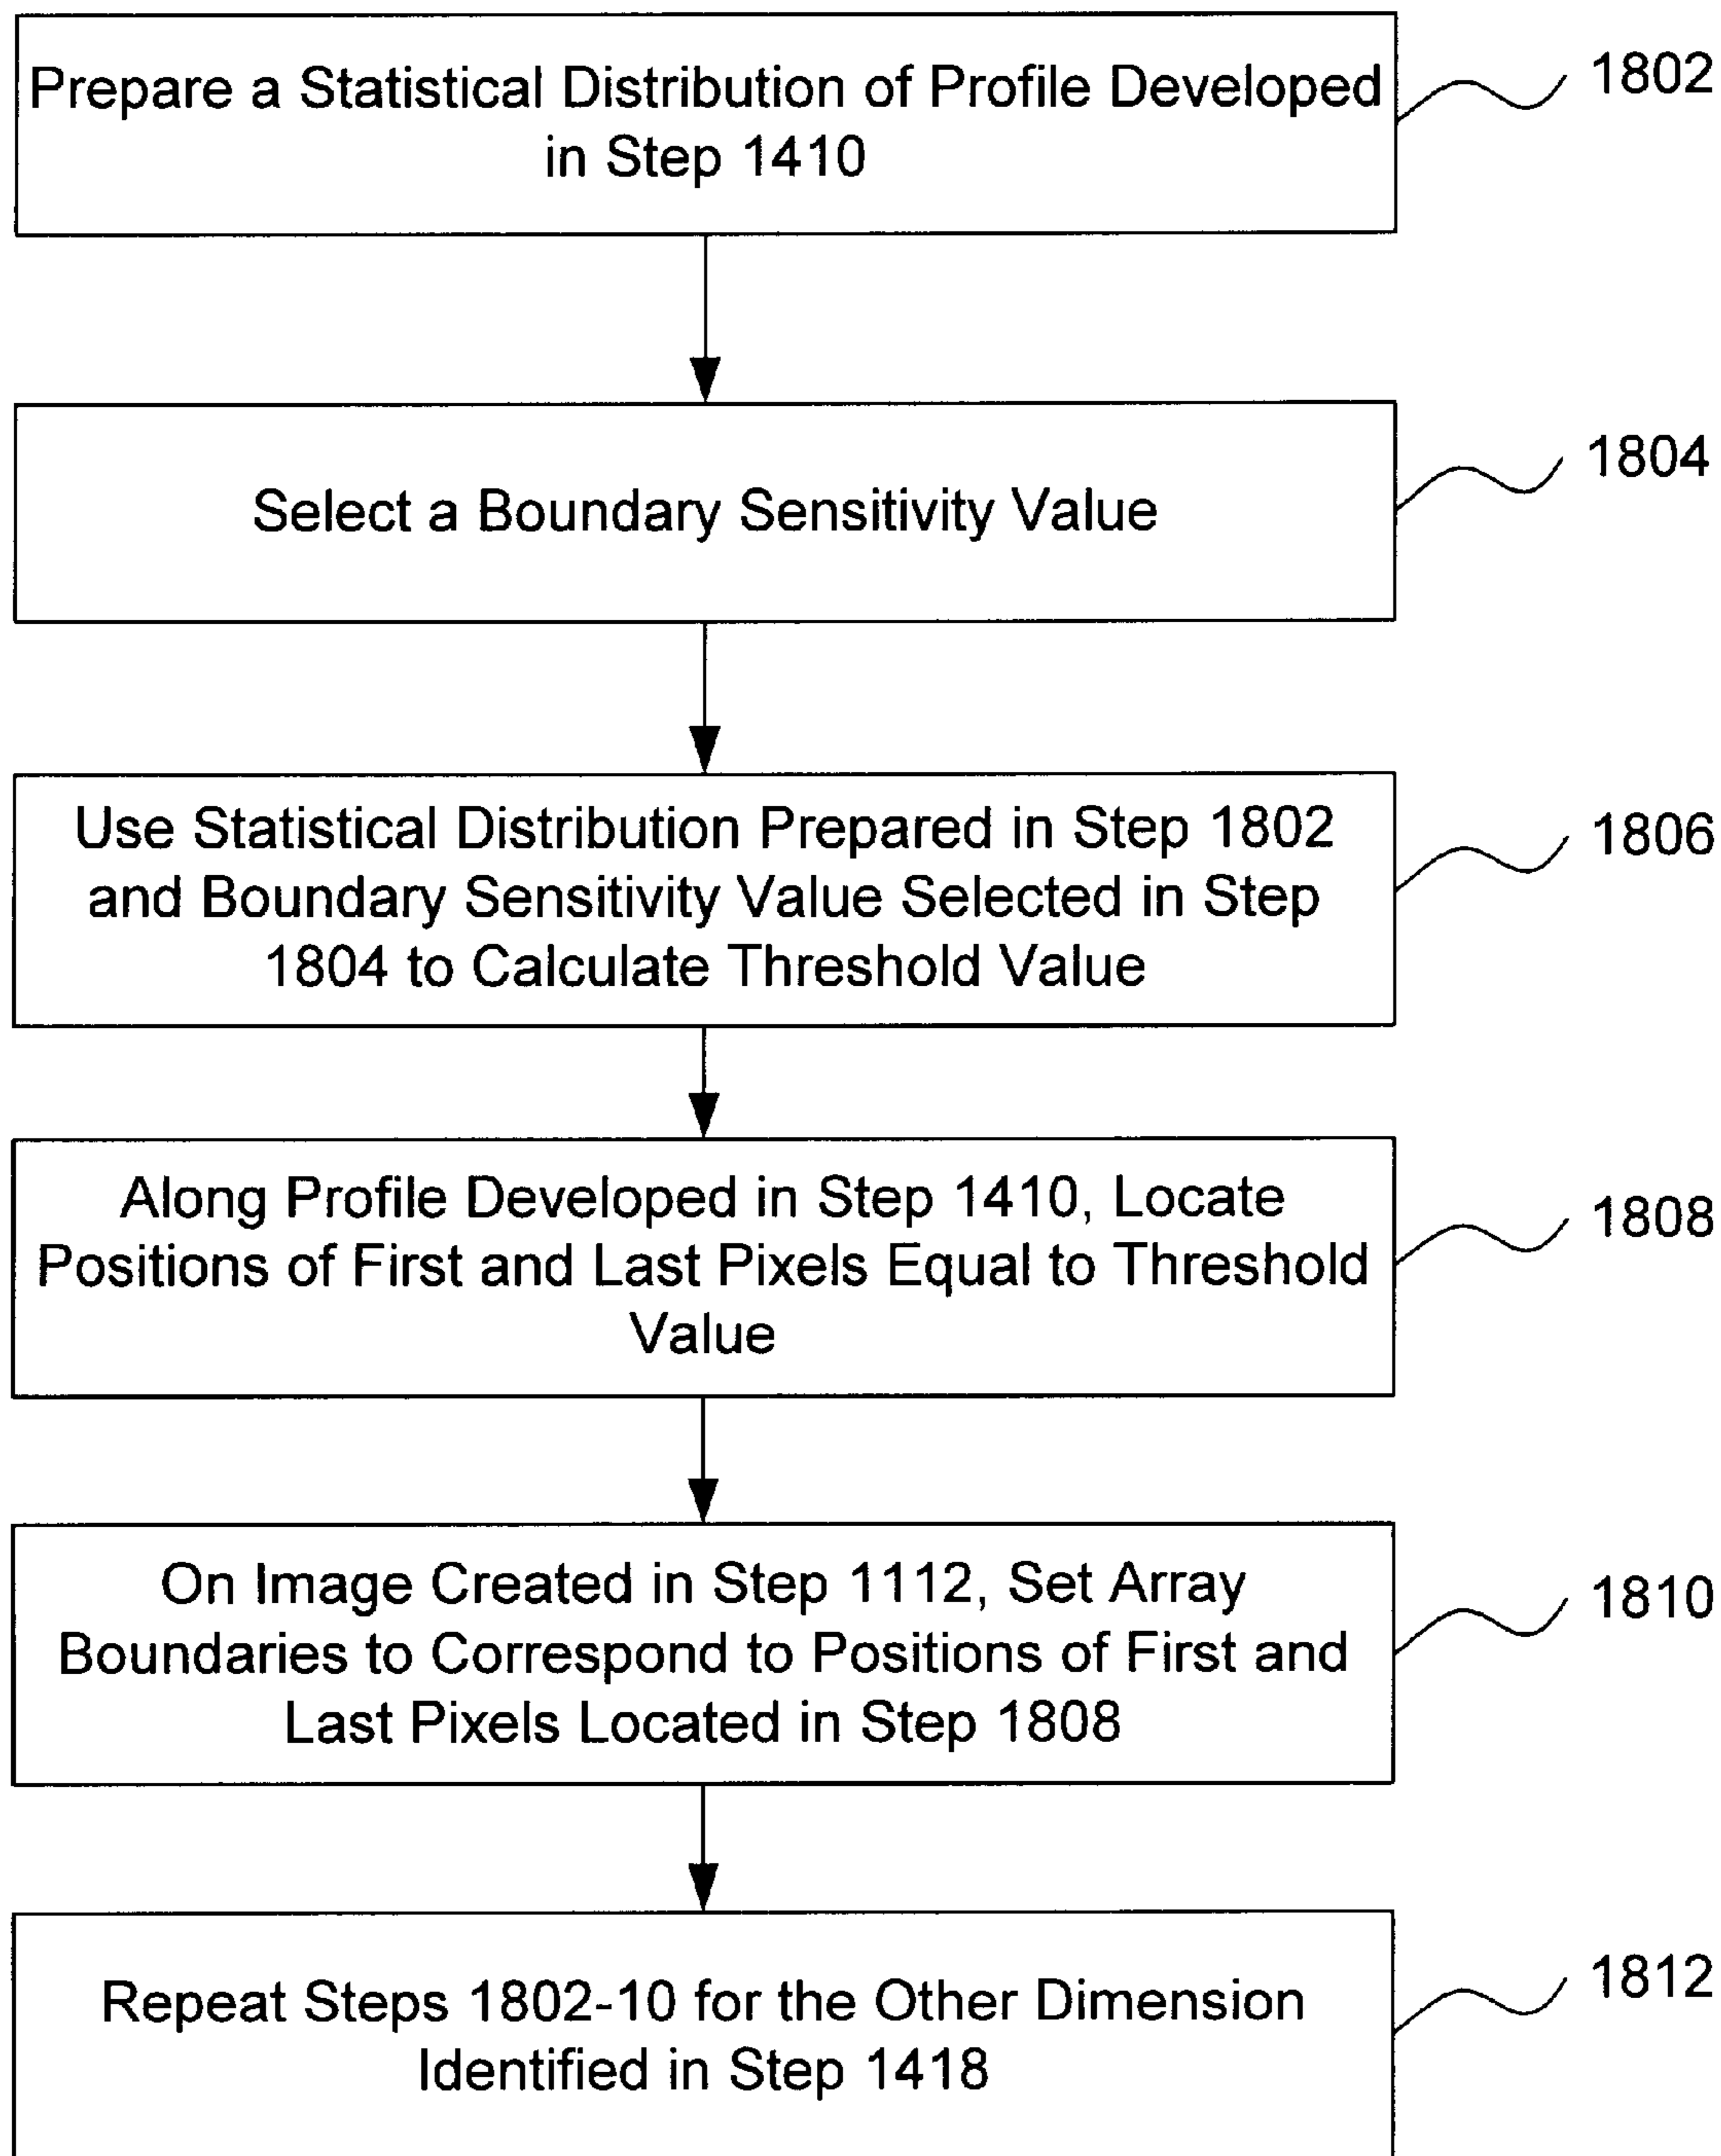 Prepare a Statistical Distribution of Profile Developed
in Step 1410
1802
Select a Boundary Sensitivity Value
1804
Use Statistical Distribution Prepared in Step 1802
and Boundary Sensitivity Value Selected in Step
1804 to Calculate Threshold Value
1806
Along Profile Developed in Step 1410, Locate
Positions of First and Last Pixels Equal to Threshold
Value
1808
On Image Created in Step 1112, Set Array
Boundaries to Correspond to Positions of First and
Last Pixels Located in Step 1808
1810
Repeat Steps 1802-10 for the Other Dimension
Identified in Step 1418
1812